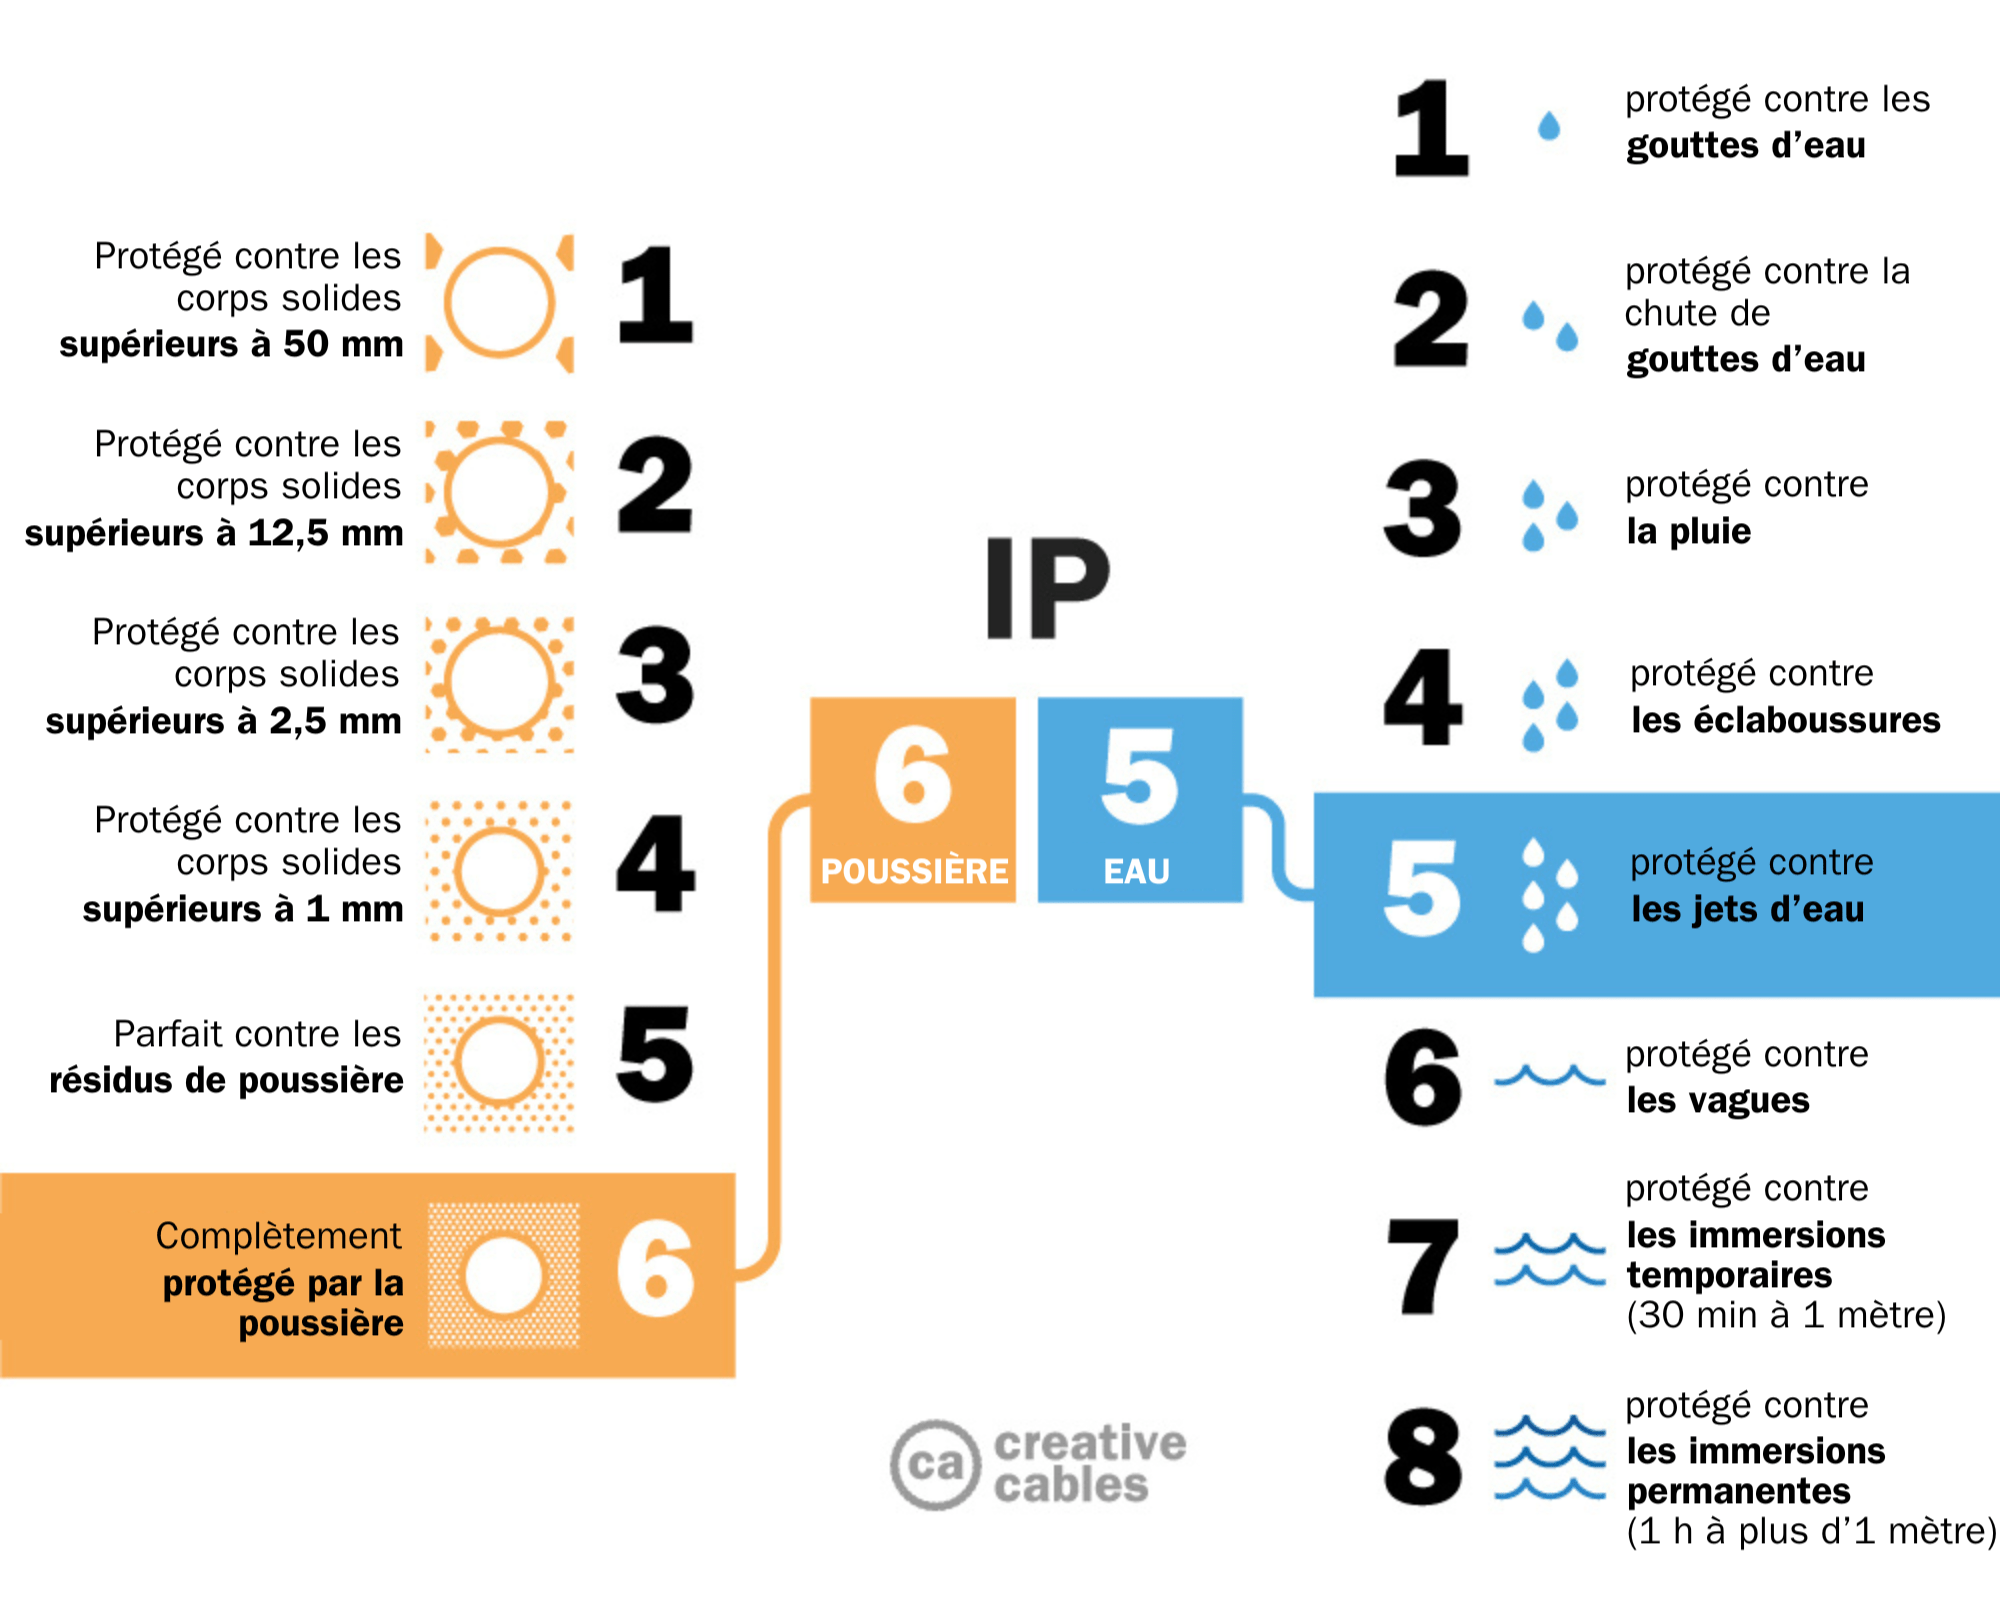 Protégé contre les
corps solides
supérieurs à 50 mm
1
Protégé contre les
corps solides
supérieurs à 12,5 mm
2
Protégé contre les
corps solides
supérieurs à 2,5 mm
3
Protégé contre les
corps solides
supérieurs à 1 mm
4
Parfait contre les
résidus de poussière
5
Complètement
protégé par la
poussière
6
IP
6
POUSSIÈRE
5
EAU
1
protégé contre les
gouttes d’eau
2
protégé contre la
chute de
gouttes d’eau
3
protégé contre
la pluie
4
protégé contre
les éclaboussures
5
protégé contre
les jets d’eau
6
protégé contre
les vagues
7
protégé contre
les immersions
temporaires
(30 min à 1 mètre)
8
protégé contre
les immersions
permanentes
(1 h à plus d’1 mètre)
ca
creative
cables